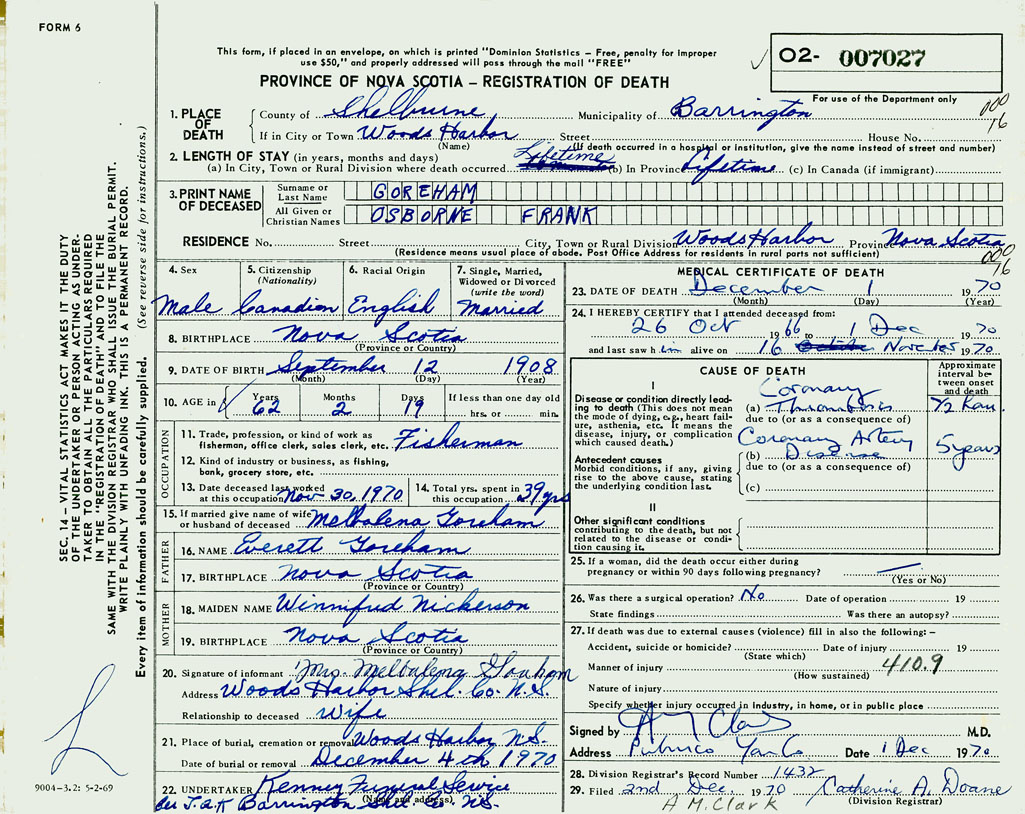 FORM 6
This form, if placed in an envelope, on which is printed "Dominion Statistics – Free, penalty for improper
use $50," and properly addressed will pass through the mail "FREE"
PROVINCE OF NOVA SCOTIA – REGISTRATION OF DEATH
O2- 007027
For use of the Department only
1. PLACE OF DEATH
County of Shelburne Municipality of Barrington
If in City or Town Woods Harbor Street House No.
(Name) (If death occurred in a hospital or institution, give the name instead of street and number)
2. LENGTH OF STAY (in years, months and days)
(a) In City, Town or Rural Division where death occurred Lifetime (b) In Province Lifetime (c) In Canada (if immigrant)
3. PRINT NAME OF DECEASED
Surname or Last Name GOREHAM
All Given or Christian Names OSBORNE FRANK
RESIDENCE No. Street City, Town or Rural Division Woods Harbor Province Nova Scotia
(Residence means usual place of abode. Post Office Address for residents in rural parts not sufficient)
000
16
000
76
4. Sex Male
5. Citizenship (Nationality) Canadian
6. Racial Origin English
7. Single, Married, Widowed or Divorced (write the word) Married
8. BIRTHPLACE Nova Scotia
(Province or Country)
9. DATE OF BIRTH September 12 1908
(Month) (Day) (Year)
10. AGE in Years 62 Months 2 Days 19 If less than one day old
hrs. or min.
OCCUPATION
11. Trade, profession, or kind of work as
fisherman, office clerk, sales clerk, etc. Fisherman
12. Kind of industry or business, as fishing,
bank, grocery store, etc.
13. Date deceased last worked
at this occupation Nov 30, 1970
14. Total yrs. spent in
this occupation 39 yrs
15. If married give name of wife
or husband of deceased Melbalena Goreham
FATHER
16. NAME Everett Goreham
17. BIRTHPLACE Nova Scotia
(Province or Country)
MOTHER
18. MAIDEN NAME Winnifred Nickerson
19. BIRTHPLACE Nova Scotia
(Province or Country)
20. Signature of informant Mrs. Melbalena Goreham
Address Woods Harbor Shel. Co. N.S.
Relationship to deceased Wife
21. Place of burial, cremation or removal Woods Harbor N.S.
Date of burial or removal December 4th 1970
22. UNDERTAKER Kenney Funeral Service
(Name and address)
Barrington Shel. Co. N.S.
MEDICAL CERTIFICATE OF DEATH
23. DATE OF DEATH December 1 1970
(Month) (Day) (Year)
24. I HEREBY CERTIFY that I attended deceased from:
26 Oct 1966 to 1 Dec 1970
and last saw him alive on 16 November 1970
CAUSE OF DEATH
Approximate interval between onset and death
I
Disease or condition directly leading to death (This does not mean the mode of dying, e.g., heart failure, asthenia, etc. It means the disease, injury, or complication which caused death.)
(a) Coronary Thrombosis 1/2 hour
due to (or as a consequence of)
Antecedent causes
Morbid conditions, if any, giving rise to the above cause, stating the underlying condition last.
(b) Coronary Artery Disease 5 years
due to (or as a consequence of)
(c)
II
Other significant conditions
contributing to the death, but not related to the disease or condition causing it.
25. If a woman, did the death occur either during
pregnancy or within 90 days following pregnancy? —
(Yes or No)
26. Was there a surgical operation? No Date of operation 19
State findings Was there an autopsy?
27. If death was due to external causes (violence) fill in also the following: –
Accident, suicide or homicide? Date of injury 19
(State which)
410.9
Manner of injury
(How sustained)
Nature of injury
Specify whether injury occurred in industry, in home, or in public place
Signed by M.D.
Address Pubnico Yar. Co Date 1 Dec 1970
28. Division Registrar's Record Number 1432
29. Filed 2nd Dec. 1970 Catherine A. Doane
(Division Registrar)
A M. Clark
SEC. 14 – VITAL STATISTICS ACT MAKES IT THE DUTY
OF THE UNDERTAKER OR PERSON ACTING AS UNDER-
TAKER TO OBTAIN ALL THE PARTICULARS REQUIRED
IN THE "REGISTRATION OF DEATH" AND TO FILE THE
SAME WITH THE DIVISION REGISTRAR WHO SHALL ISSUE THE BURIAL PERMIT.
WRITE PLAINLY WITH UNFADING INK. THIS IS A PERMANENT RECORD.
Every item of information should be carefully supplied. (See reverse side for instructions.)
9004-3.2: 5-2-69